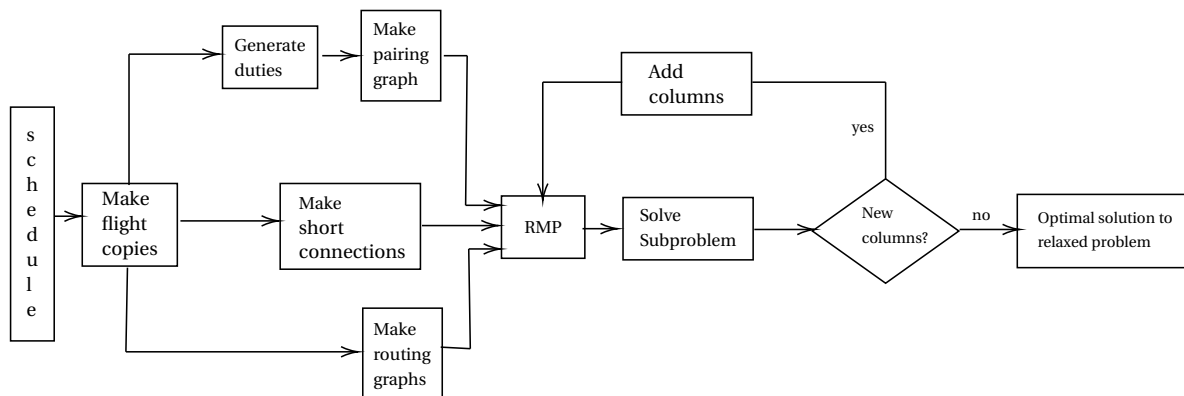 s
c
h
e
d
u
l
e
Make
flight
copies
Generate
duties
Make
pairing
graph
Make
short
connections
Make
routing
graphs
RMP
Add
columns
Solve
Subproblem
New
columns?
yes
no
Optimal solution to
relaxed problem